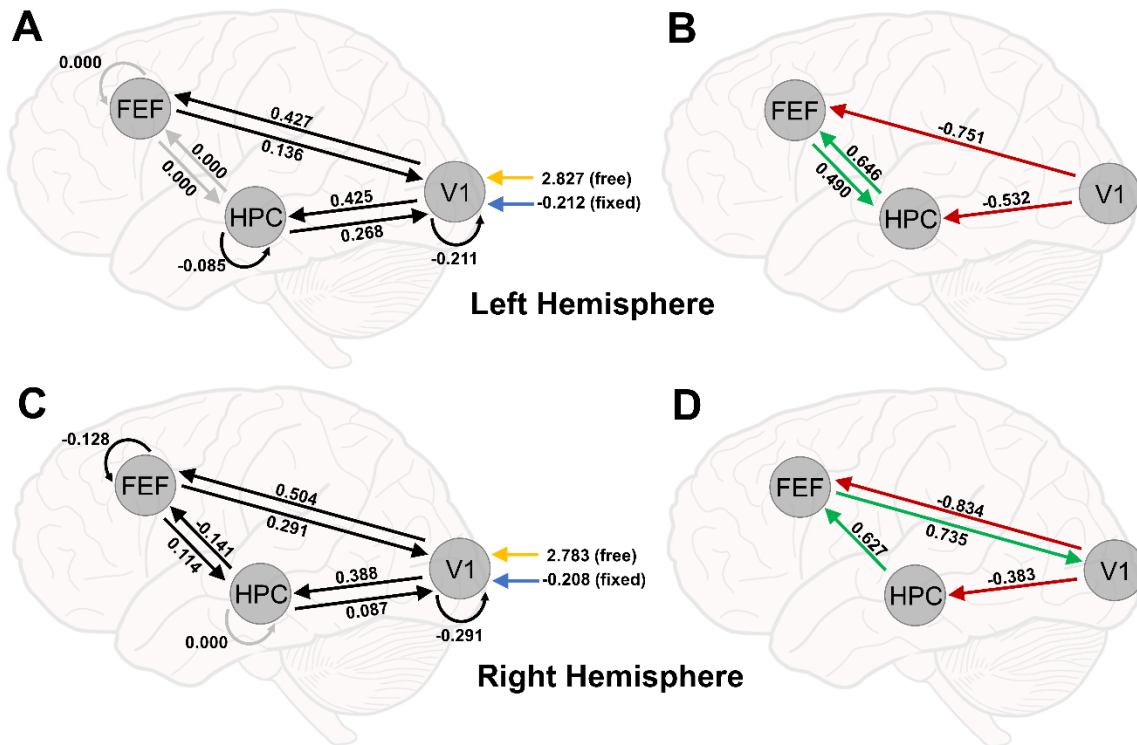 A
0.000
FEF
0.427
0.136
0.000
0.000
V1
2.827 (free)
-0.212 (fixed)
HPC
0.425
0.268
-0.085
-0.211
B
FEF
-0.751
0.646
0.490
V1
HPC
-0.532
Left Hemisphere
C
-0.128
FEF
0.504
0.291
-0.141
0.114
V1
2.783 (free)
-0.208 (fixed)
HPC
0.388
0.087
0.000
-0.291
D
FEF
-0.834
0.735
0.627
V1
HPC
-0.383
Right Hemisphere